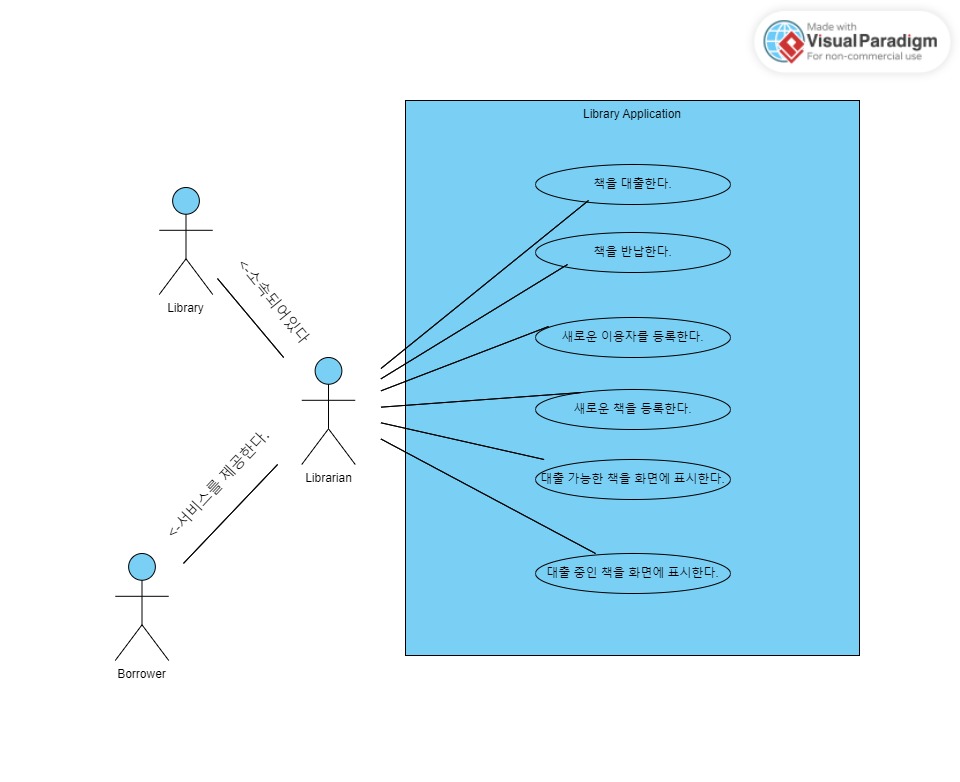 Made with
Visual Paradigm
For non-commercial use
Library Application
책을 대출한다.
책을 반납한다.
새로운 이용자를 등록한다.
새로운 책을 등록한다.
대출 가능한 책을 화면에 표시한다.
대출 중인 책을 화면에 표시한다.
Library
<-소속되어있다
Librarian
<-서비스를 제공한다.
Borrower